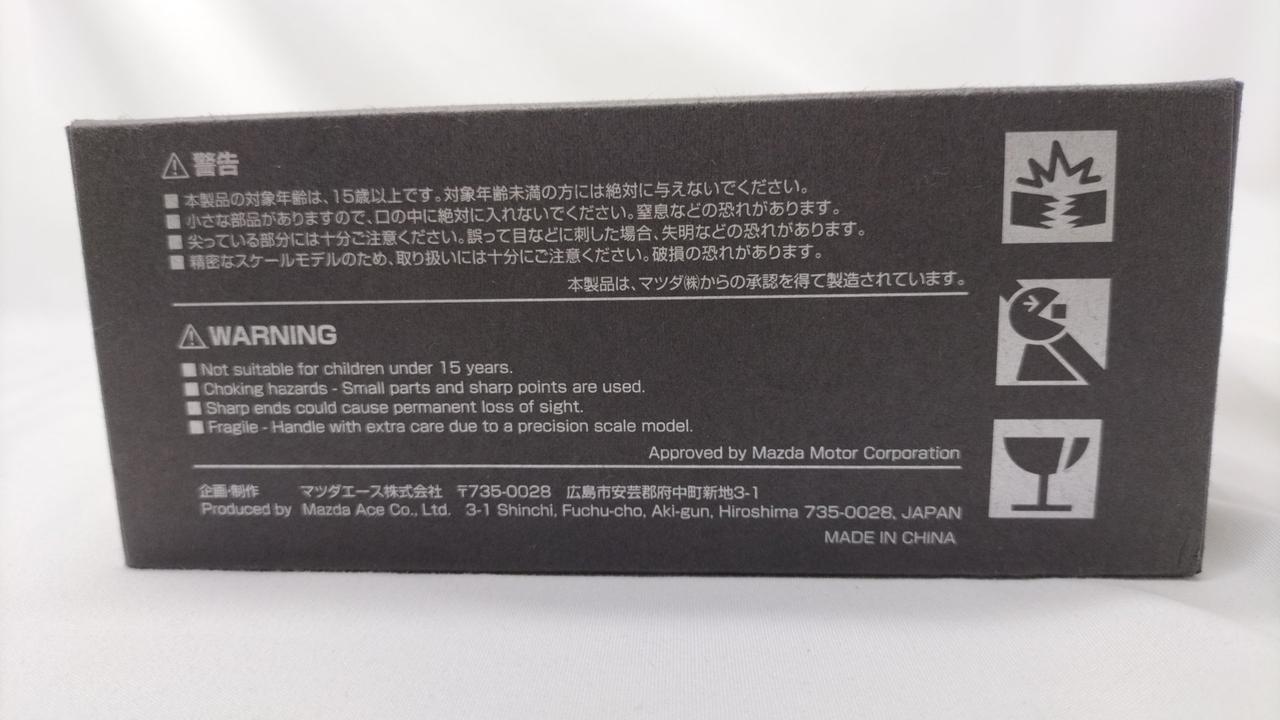 ⚠警告
■ 本製品の対象年齢は、15歳以上です。対象年齢未満の方には絶対に与えないでください。
■ 小さな部品がありますので、口の中に絶対に入れないでください。窒息などの恐れがあります。
■ 尖っている部分には十分ご注意ください。誤って目などに刺した場合、失明などの恐れがあります。
■ 精密なスケールモデルのため、取り扱いには十分にご注意ください。破損の恐れがあります。
本製品は、マツダ㈱からの承認を得て製造されています。
⚠WARNING
■ Not suitable for children under 15 years.
■ Choking hazards - Small parts and sharp points are used.
■ Sharp ends could cause permanent loss of sight.
■ Fragile - Handle with extra care due to a precision scale model.
Approved by Mazda Motor Corporation
企画・制作 マツダエース株式会社 〒735-0028 広島市安芸郡府中町新地3-1
Produced by Mazda Ace Co., Ltd. 3-1 Shinchi, Fuchu-cho, Aki-gun, Hiroshima 735-0028, JAPAN
MADE IN CHINA